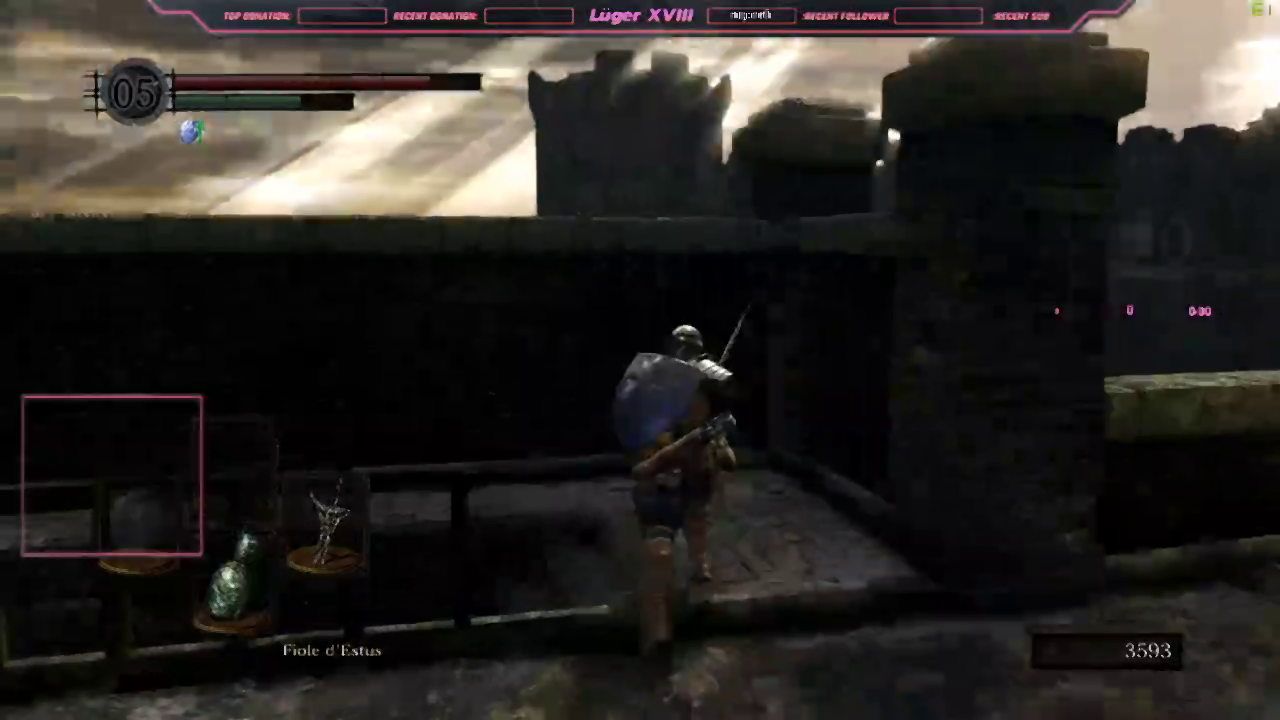 TOP DONATION:
RECENT DONATION:
Lüger XVIII
:RECENT FOLLOWER
:RECENT SUB
05
0
0:00
Fiole d'Estus
3593